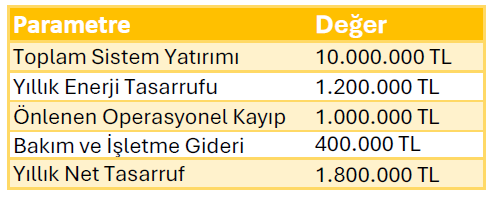 Parametre Değer
Toplam Sistem Yatırımı 10.000.000 TL
Yıllık Enerji Tasarrufu 1.200.000 TL
Önlenen Operasyonel Kayıp 1.000.000 TL
Bakım ve İşletme Gideri 400.000 TL
Yıllık Net Tasarruf 1.800.000 TL